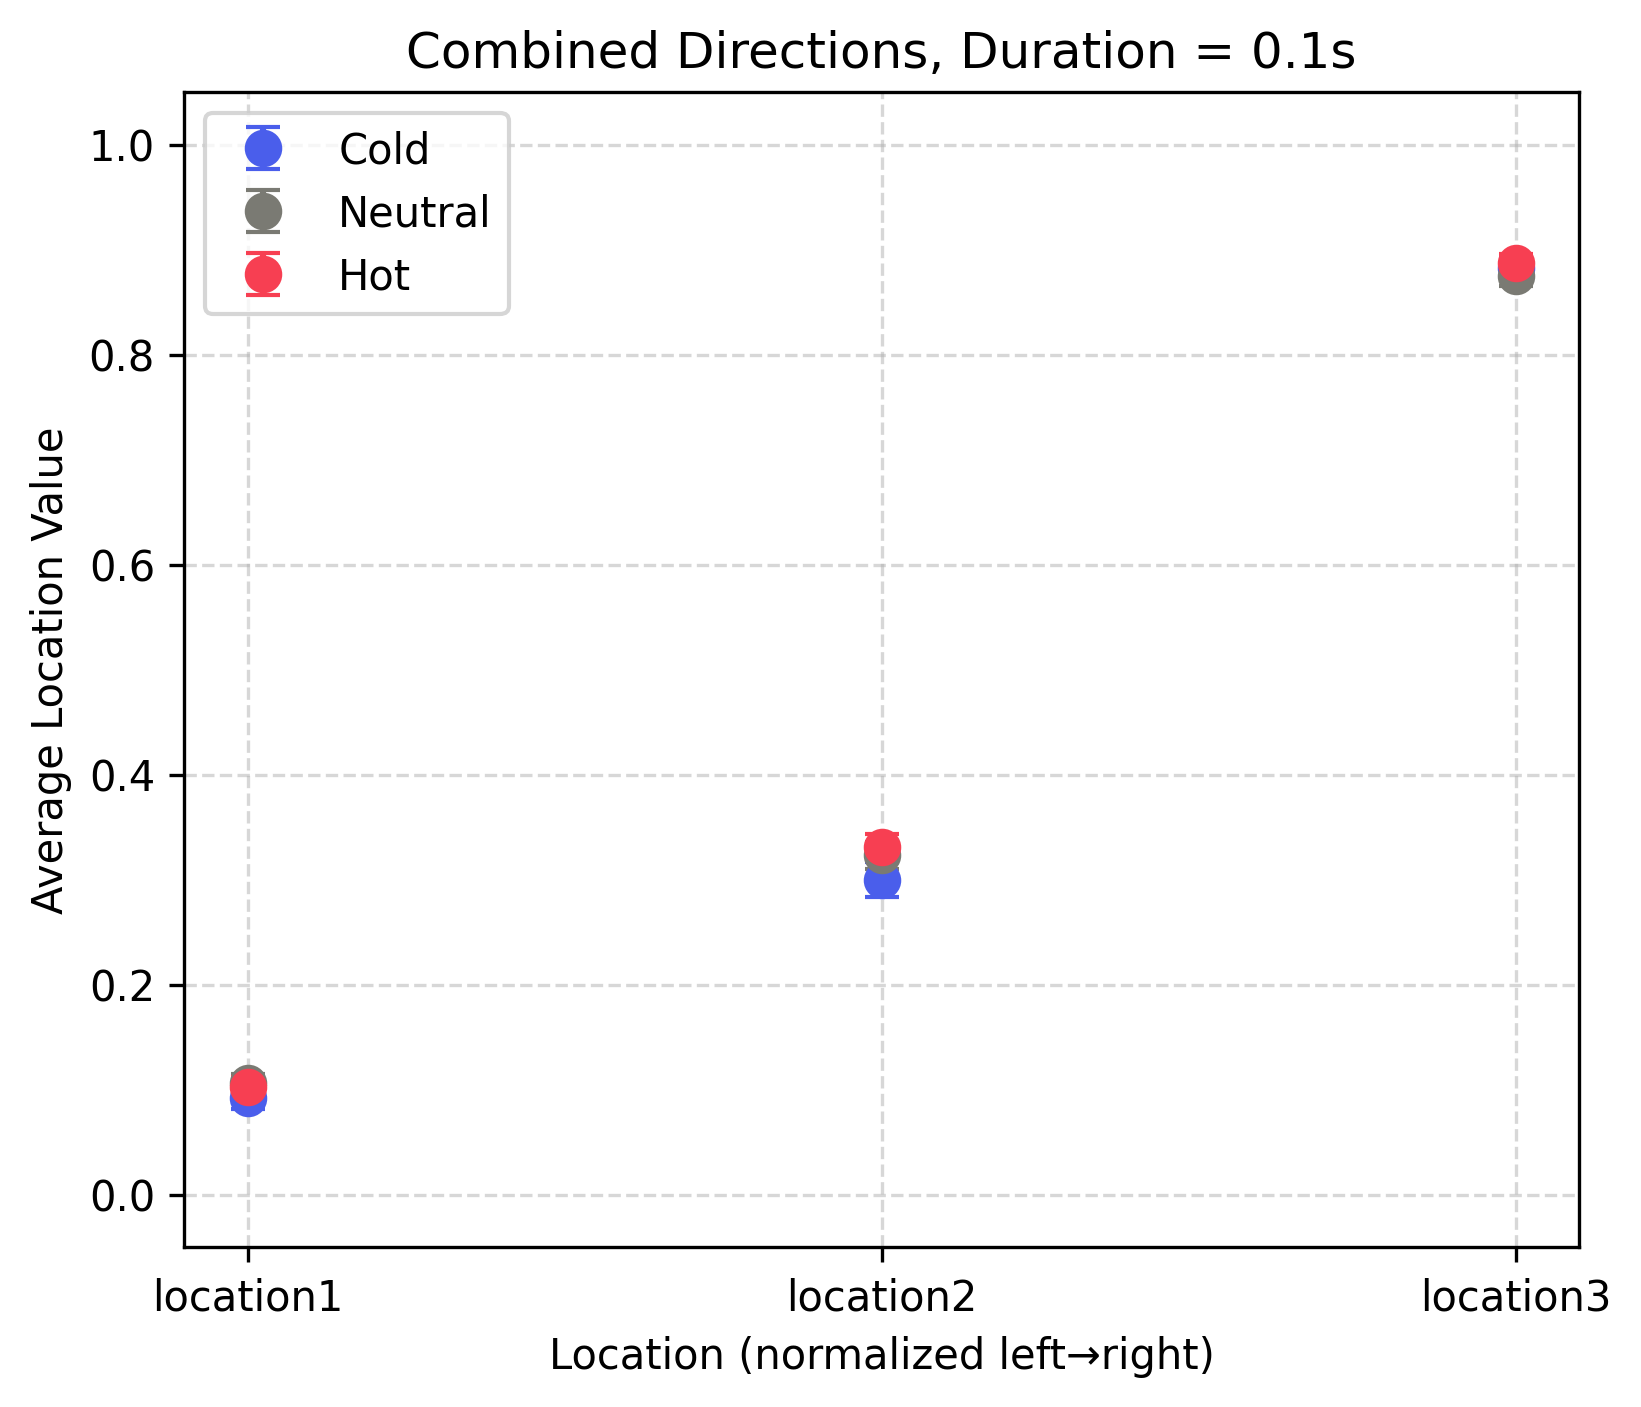 Combined Directions, Duration = 0.1s
Cold
Neutral
Hot
1.0
0.8
0.6
0.4
0.2
0.0
Average Location Value
location1
location2
location3
Location (normalized left→right)